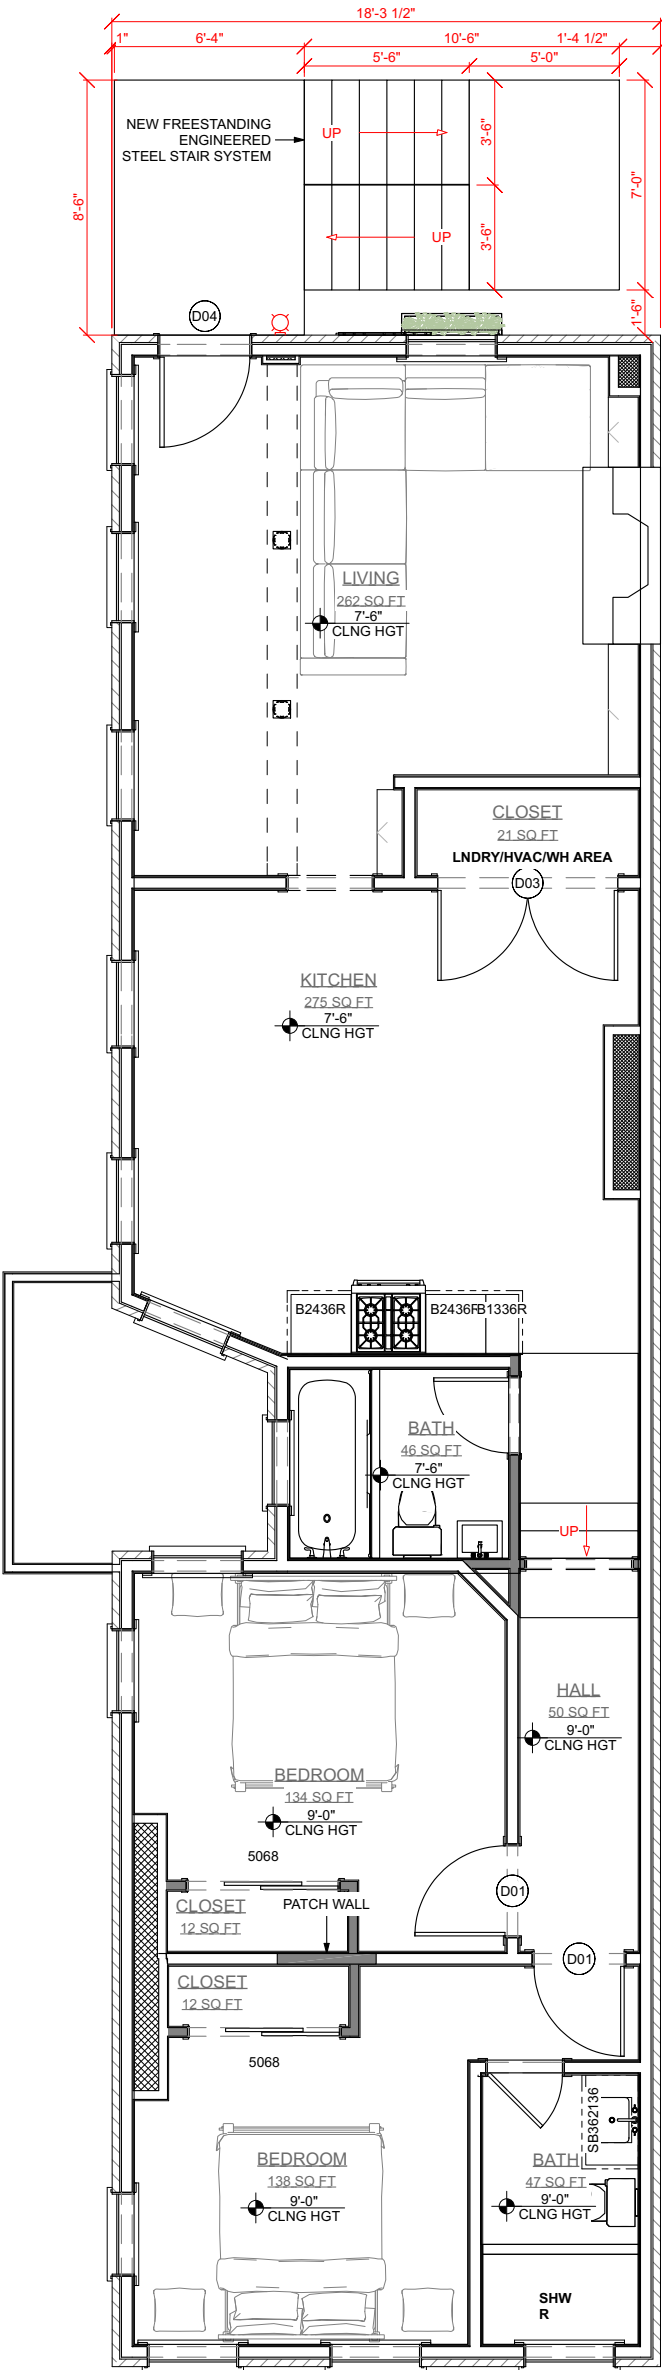 18'-3 1/2"
1"
6'-4"
10'-6"
1'-4 1/2"
5'-6"
5'-0"
NEW FREESTANDING
ENGINEERED
STEEL STAIR SYSTEM
UP
3'-6"
8'-6"
7'-0"
UP
3'-6"
1'-6"
D04
LIVING
262 SQ FT
7'-6"
CLNG HGT
CLOSET
21 SQ FT
LNDRY/HVAC/WH AREA
D03
KITCHEN
275 SQ FT
7'-6"
CLNG HGT
B2436R
B2436R
B1336R
BATH
46 SQ FT
7'-6"
CLNG HGT
UP
HALL
50 SQ FT
9'-0"
CLNG HGT
BEDROOM
134 SQ FT
9'-0"
CLNG HGT
5068
D01
CLOSET
12 SQ FT
PATCH WALL
D01
CLOSET
12 SQ FT
5068
SB362136
BEDROOM
138 SQ FT
9'-0"
CLNG HGT
BATH
47 SQ FT
9'-0"
CLNG HGT
SHW
R